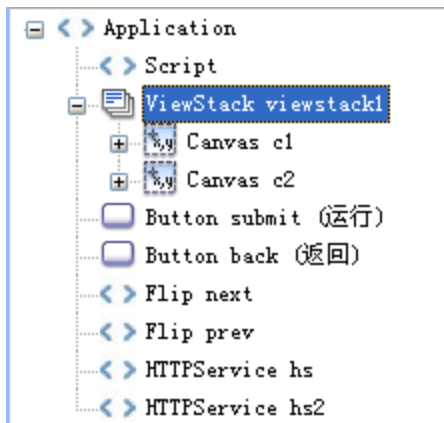 Application
Script
ViewStack viewstack1
Canvas c1
Canvas c2
Button submit (运行)
Button back (返回)
Flip next
Flip prev
HTTPService hs
HTTPService hs2